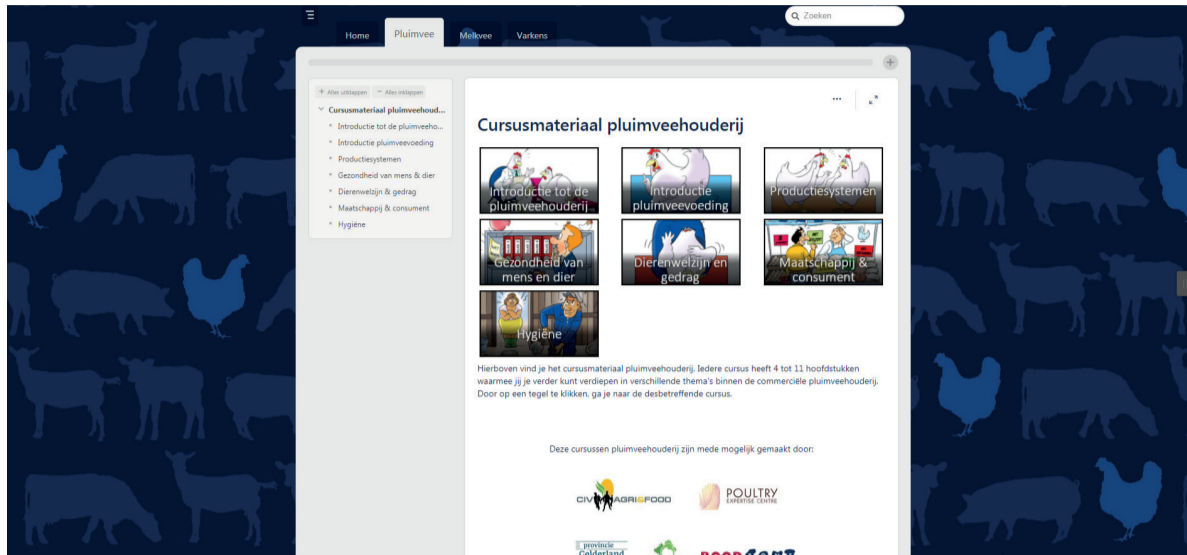 Zoeken
Home Pluimvee Melkvee Varkens
Alles uitklappen Alles inklappen
Cursusmateriaal pluimveehoud...
Introductie tot de pluimveeho...
Introductie pluimveevoeding
Productiesystemen
Gezondheid van mens & dier
Dierenwelzijn & gedrag
Maatschappij & consument
Hygiëne
Cursusmateriaal pluimveehouderij
Introductie tot de
pluimveehouderij
Introductie
pluimveevoeding
Productiesystemen
Gezondheid van
mens en dier
Dierenwelzijn en
gedrag
Maatschappij &
consument
Hygiëne
Hierboven vind je het cursusmateriaal pluimveehouderij. Iedere cursus heeft 4 tot 11 hoofdstukken
waarmee jij je verder kunt verdiepen in verschillende thema's binnen de commerciële pluimveehouderij.
Door op een tegel te klikken, ga je naar de desbetreffende cursus.
Deze cursussen pluimveehouderij zijn mede mogelijk gemaakt door:
CIV AGRI&FOOD
POULTRY
EXPERTISE CENTRE
provincie
Gelderland